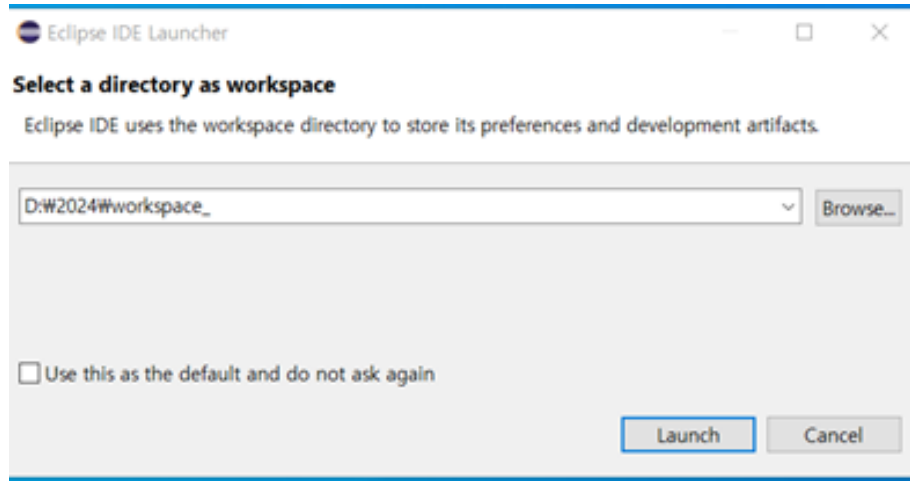 Eclipse IDE Launcher
Select a directory as workspace
Eclipse IDE uses the workspace directory to store its preferences and development artifacts.
D:₩2024₩workspace_
Browse...
Use this as the default and do not ask again
Launch
Cancel